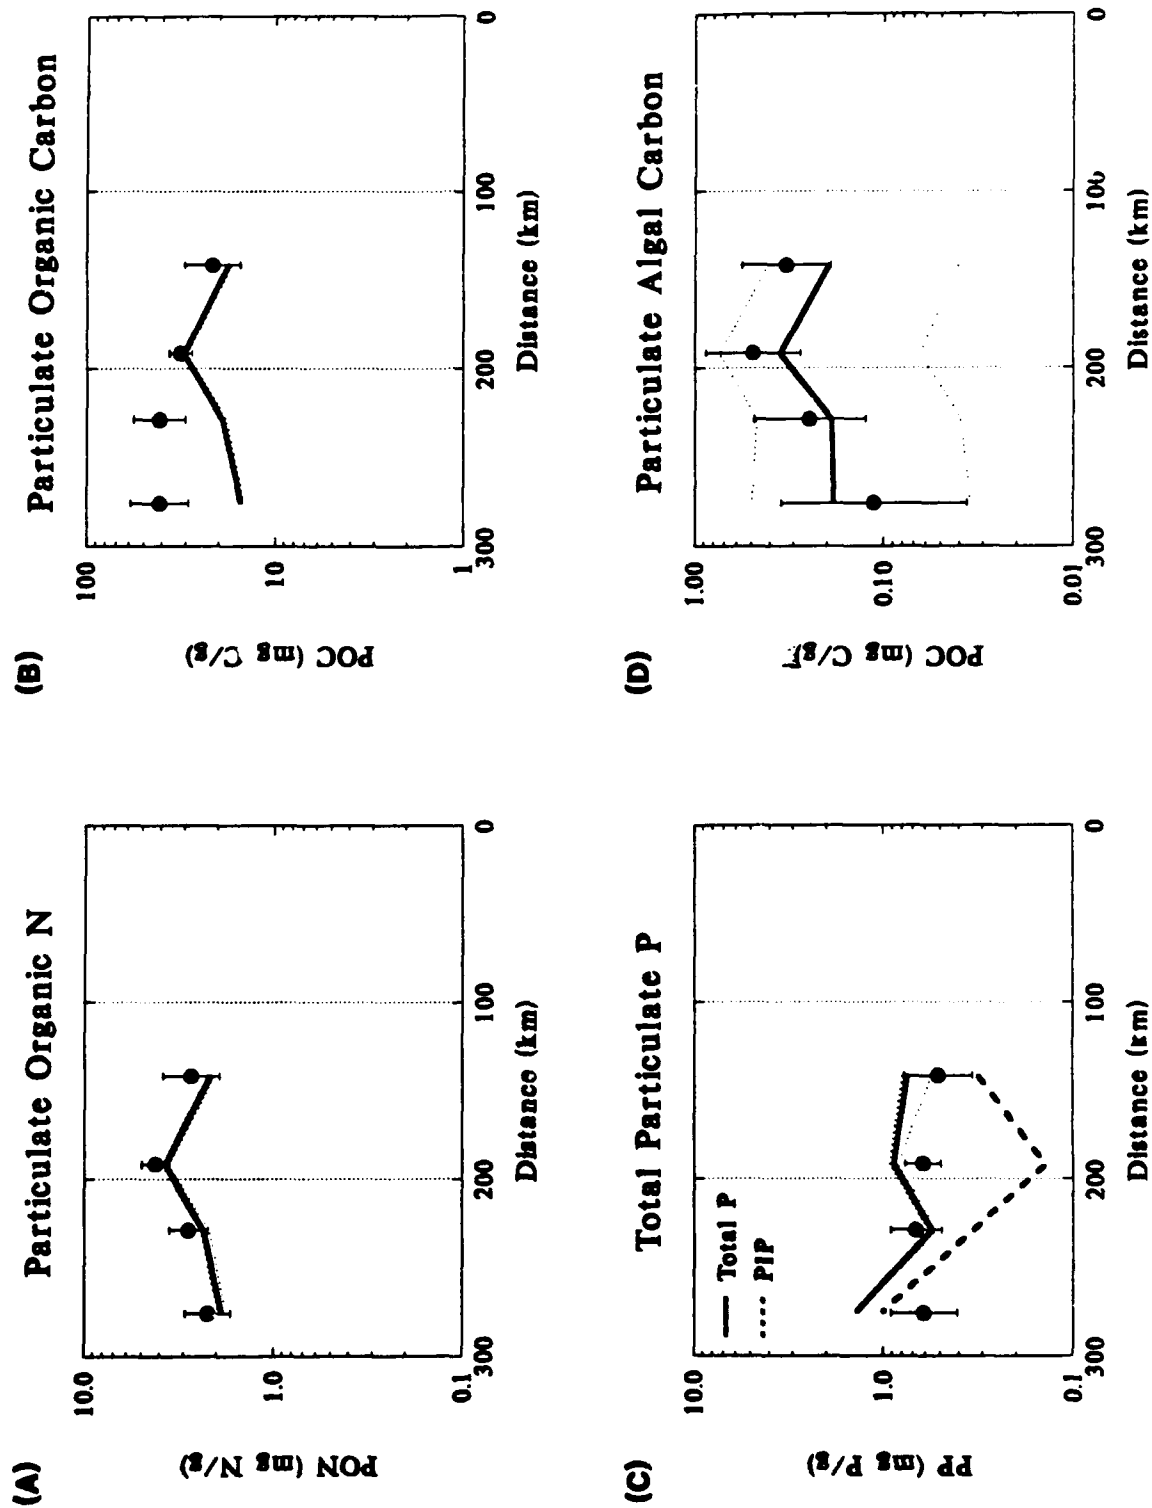 (A)
Particulate Organic N
PON (mg N/g)
10.0
1.0
0.1
300
200
100
0
Distance (km)
(B)
Particulate Organic Carbon
POC (mg C/g)
100
10
1
300
200
100
0
Distance (km)
(C)
Total Particulate P
PP (mg P/g)
10.0
1.0
0.1
Total P
PIP
300
200
100
0
Distance (km)
(D)
Particulate Algal Carbon
POC (mg C/g)
1.00
0.10
0.01
300
200
100
0
Distance (km)